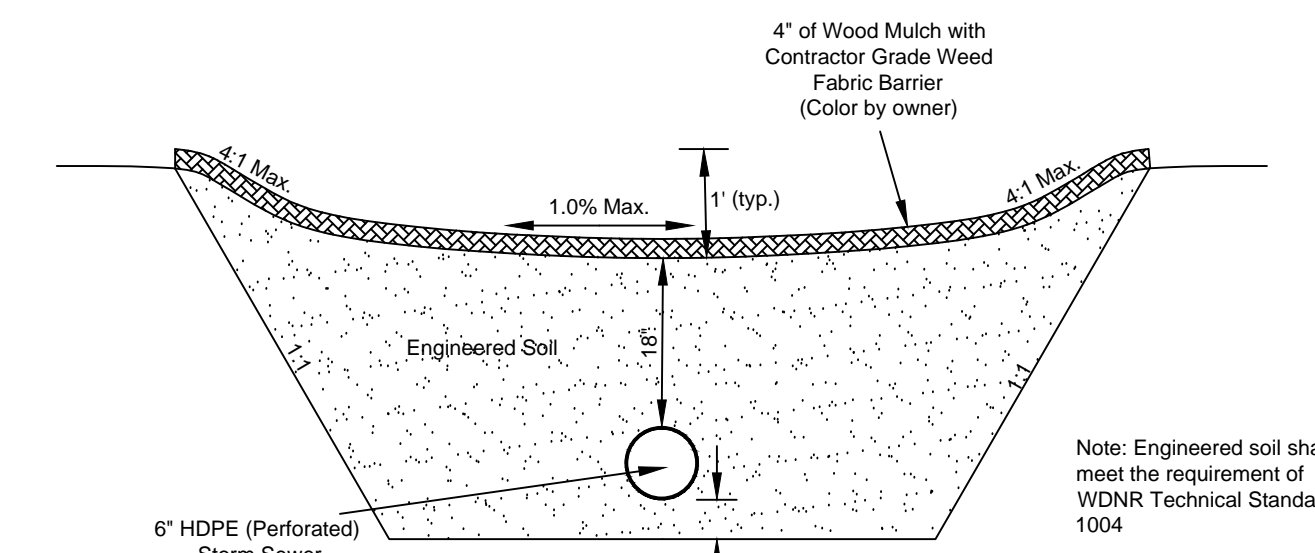 4" of Wood Mulch with
Contractor Grade Weed
Fabric Barrier
(Color by owner)
4:1 Max.
4:1 Max.
1.0% Max.
1' (typ.)
Engineered Soil
18"
1:1
1:1
Note: Engineered soil
meet the requirement of
WDNR Technical
1004
6" HDPE (Perforated)
Storm Sewer